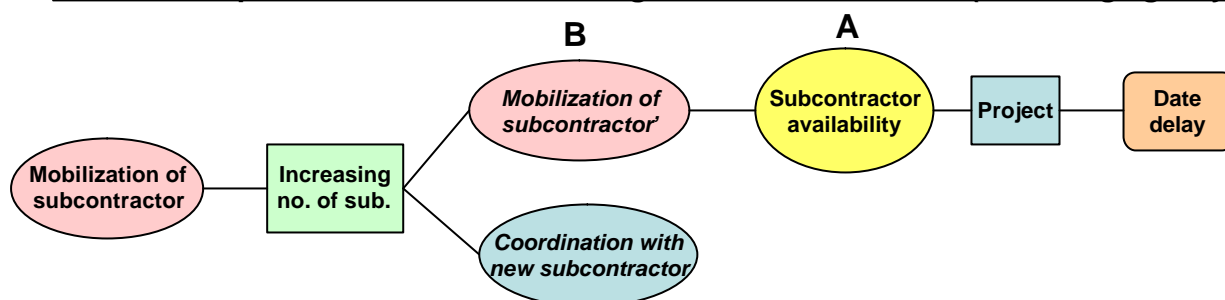 B
A
Mobilization of
subcontractor'
Subcontractor
availability
Project
Date
delay
Mobilization of
subcontractor
Increasing
no. of sub.
Coordination with
new subcontractor